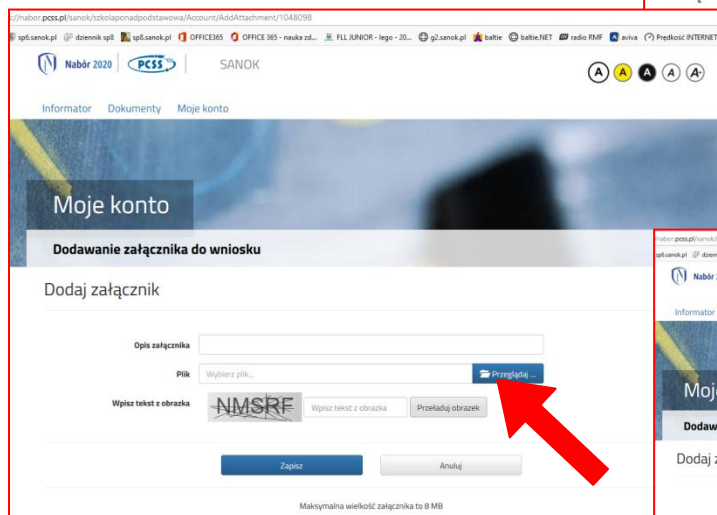 ://nabor.pcss.pl/sanok/szkolaponadpodstawowa/Account/AddAttachment/1048098
sp6.sanok.pl dziennik sp8 sp8.sanok.pl OFFICE365 OFFICE 365 - nauka zd... FLL JUNIOR - lego - 20... g2.sanok.pl baltie baltie.NET radio RMF aviva Prędkość INTERNET
Nabór 2020 PCSS SANOK A A A A A-
Informator Dokumenty Moje konto
Moje konto
Dodawanie załącznika do wniosku
Dodaj załącznik
Opis załącznika
Plik Wybierz plik... Przeglądaj ...
Wpisz tekst z obrazka NMSRF Wpisz tekst z obrazka Przeładuj obrazek
Zapisz Anuluj
Maksymalna wielkość załącznika to 8 MB
nabor.pcss.pl/sanok/
sp6.sanok.pl dzien
Nabór
Informator
Moje
Dodaw
Dodaj z